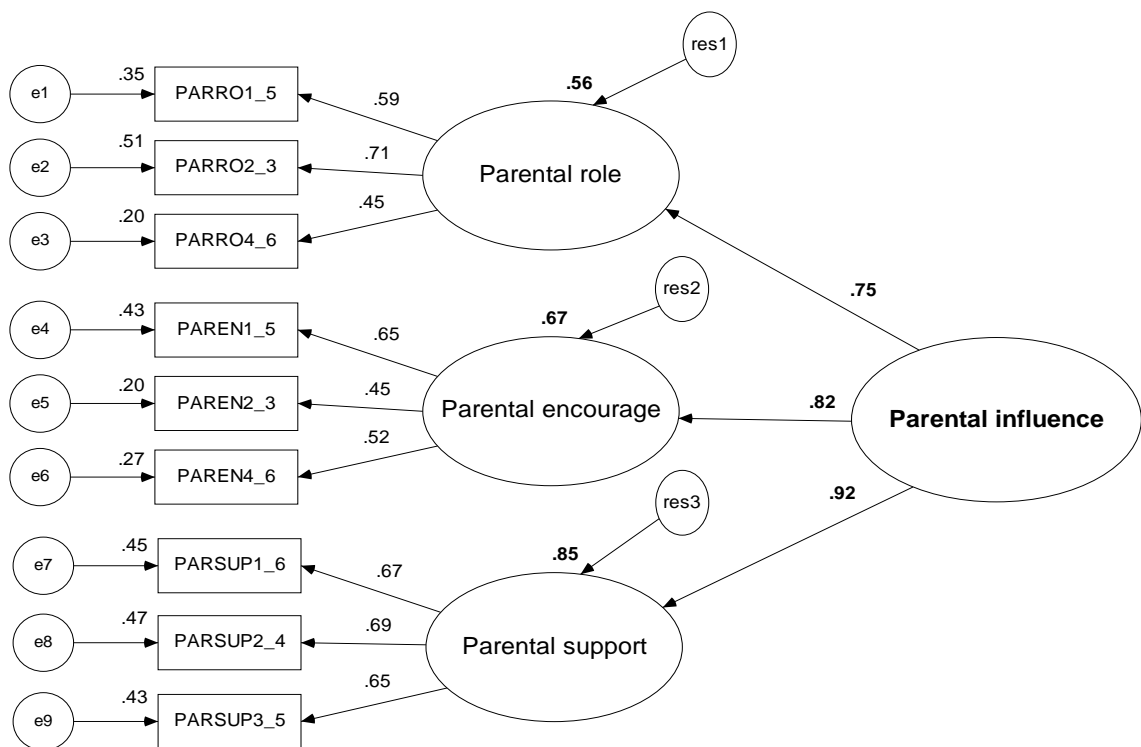 res1
.35
.56
e1
PARRO1_5
.59
.51
e2
PARRO2_3
.71
Parental role
.20
.45
e3
PARRO4_6
res2
.75
.43
.67
e4
PAREN1_5
.65
.20
.45
.82
e5
PAREN2_3
Parental encourage
Parental influence
.27
.52
e6
PAREN4_6
.92
res3
.45
.85
e7
PARSUP1_6
.67
.47
.69
e8
PARSUP2_4
Parental support
.43
.65
e9
PARSUP3_5